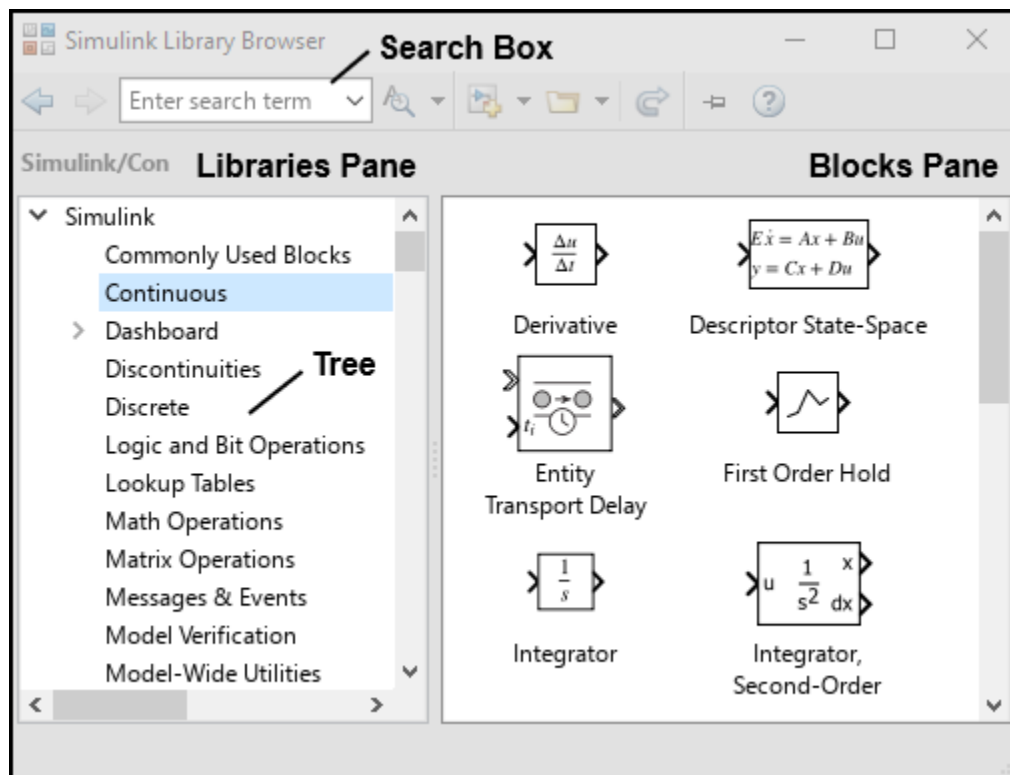 Simulink Library Browser
Search Box
Enter search term
Simulink/Con
Libraries Pane
Blocks Pane
Simulink
Commonly Used Blocks
Continuous
Dashboard
Discontinuities
Tree
Discrete
Logic and Bit Operations
Lookup Tables
Math Operations
Matrix Operations
Messages & Events
Model Verification
Model-Wide Utilities
Δu
Δt
Derivative
Eẋ = Ax + Bu
y = Cx + Du
Descriptor State-Space
t_i
Entity
Transport Delay
First Order Hold
1
s
Integrator
u 1 x
s² dx
Integrator,
Second-Order